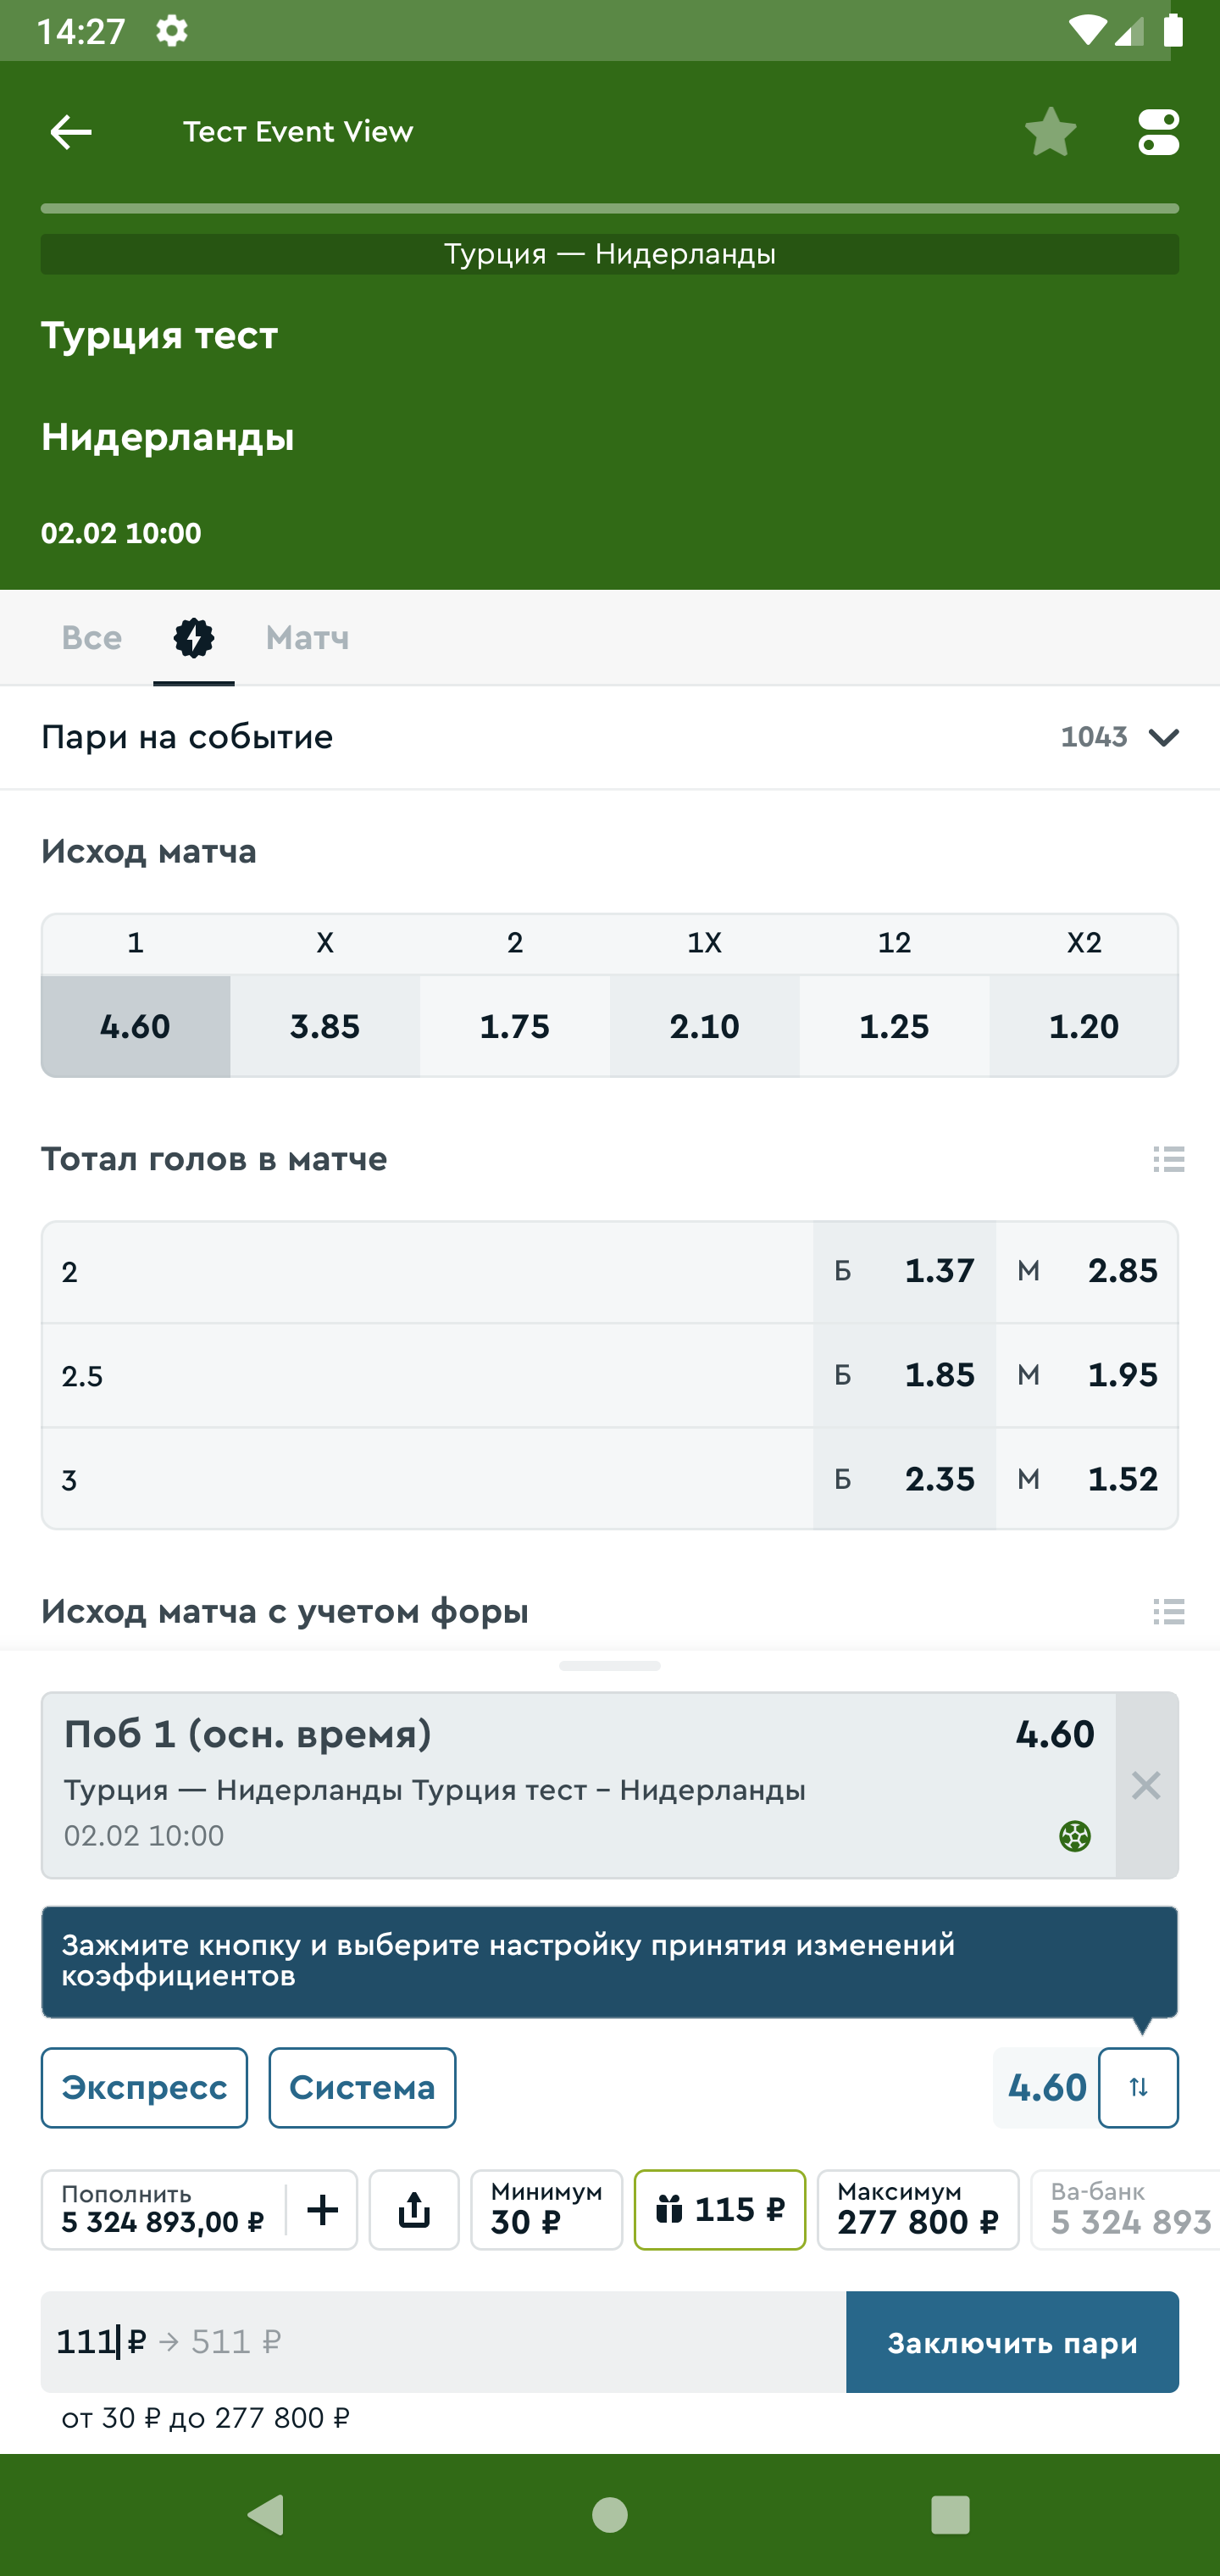 14:27
Тест Event View
Турция — Нидерланды
Турция тест
Нидерланды
02.02 10:00
Все Матч
Пари на событие 1043
Исход матча
1 X 2 1X 12 X2
4.60 3.85 1.75 2.10 1.25 1.20
Тотал голов в матче
2 Б 1.37 М 2.85
2.5 Б 1.85 М 1.95
3 Б 2.35 М 1.52
Исход матча с учетом форы
Поб 1 (осн. время) 4.60
Турция — Нидерланды Турция тест – Нидерланды
02.02 10:00
Зажмите кнопку и выберите настройку принятия изменений
коэффициентов
Экспресс Система 4.60
Пополнить Минимум Максимум Ва-банк
5 324 893,00 ₽ 30 ₽ 115 ₽ 277 800 ₽ 5 324 893
111 ₽ → 511 ₽ Заключить пари
от 30 ₽ до 277 800 ₽